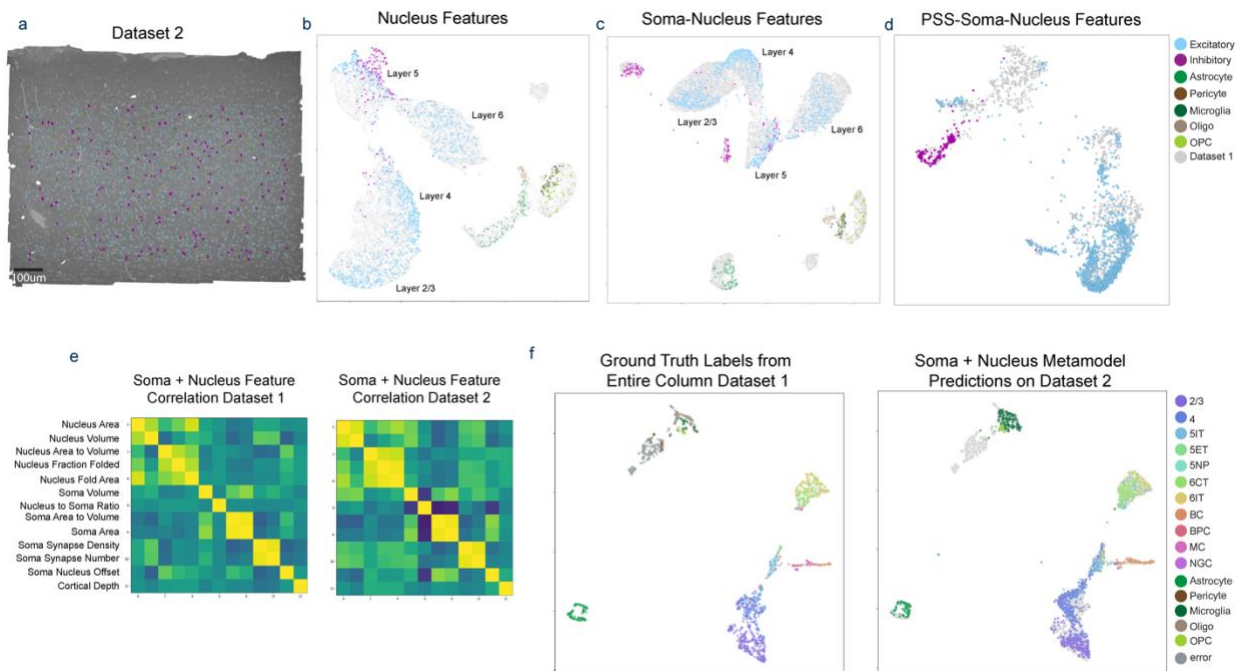 a
Dataset 2
100um
b
Nucleus Features
Layer 5
Layer 6
Layer 4
Layer 2/3
c
Soma-Nucleus Features
Layer 4
Layer 2/3
Layer 6
Layer 5
d
PSS-Soma-Nucleus Features
Excitatory
Inhibitory
Astrocyte
Pericyte
Microglia
Oligo
OPC
Dataset 1
e
Soma + Nucleus Feature
Correlation Dataset 1
Soma + Nucleus Feature
Correlation Dataset 2
Nucleus Area
Nucleus Volume
Nucleus Area to Volume
Nucleus Fraction Folded
Nucleus Fold Area
Soma Volume
Nucleus to Soma Ratio
Soma Area to Volume
Soma Area
Soma Synapse Density
Soma Synapse Number
Soma Nucleus Offset
Cortical Depth
f
Ground Truth Labels from
Entire Column Dataset 1
Soma + Nucleus Metamodel
Predictions on Dataset 2
2/3
4
5IT
5ET
5NP
6CT
6IT
BC
BPC
MC
NGC
Astrocyte
Pericyte
Microglia
Oligo
OPC
error